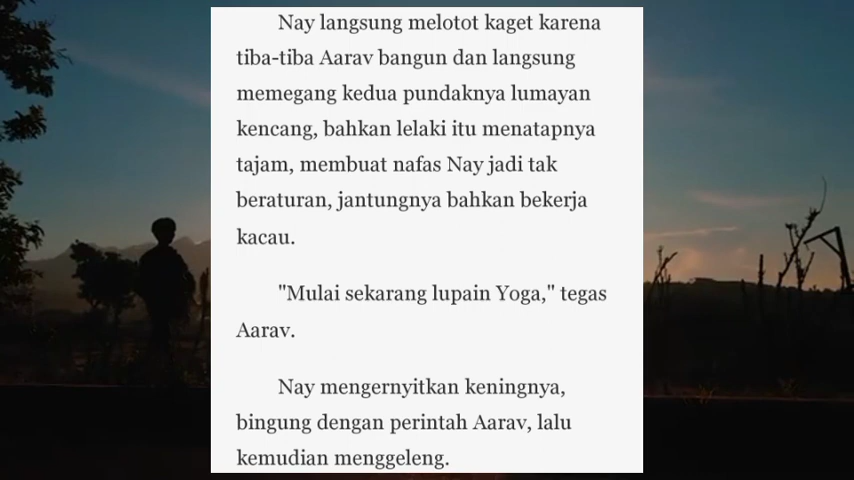 Nay langsung melotot kaget karena
tiba-tiba Aarav bangun dan langsung
memegang kedua pundaknya lumayan
kencang, bahkan lelaki itu menatapnya
tajam, membuat nafas Nay jadi tak
beraturan, jantungnya bahkan bekerja
kacau.
"Mulai sekarang lupain Yoga," tegas
Aarav.
Nay mengernyitkan keningnya,
bingung dengan perintah Aarav, lalu
kemudian menggeleng.